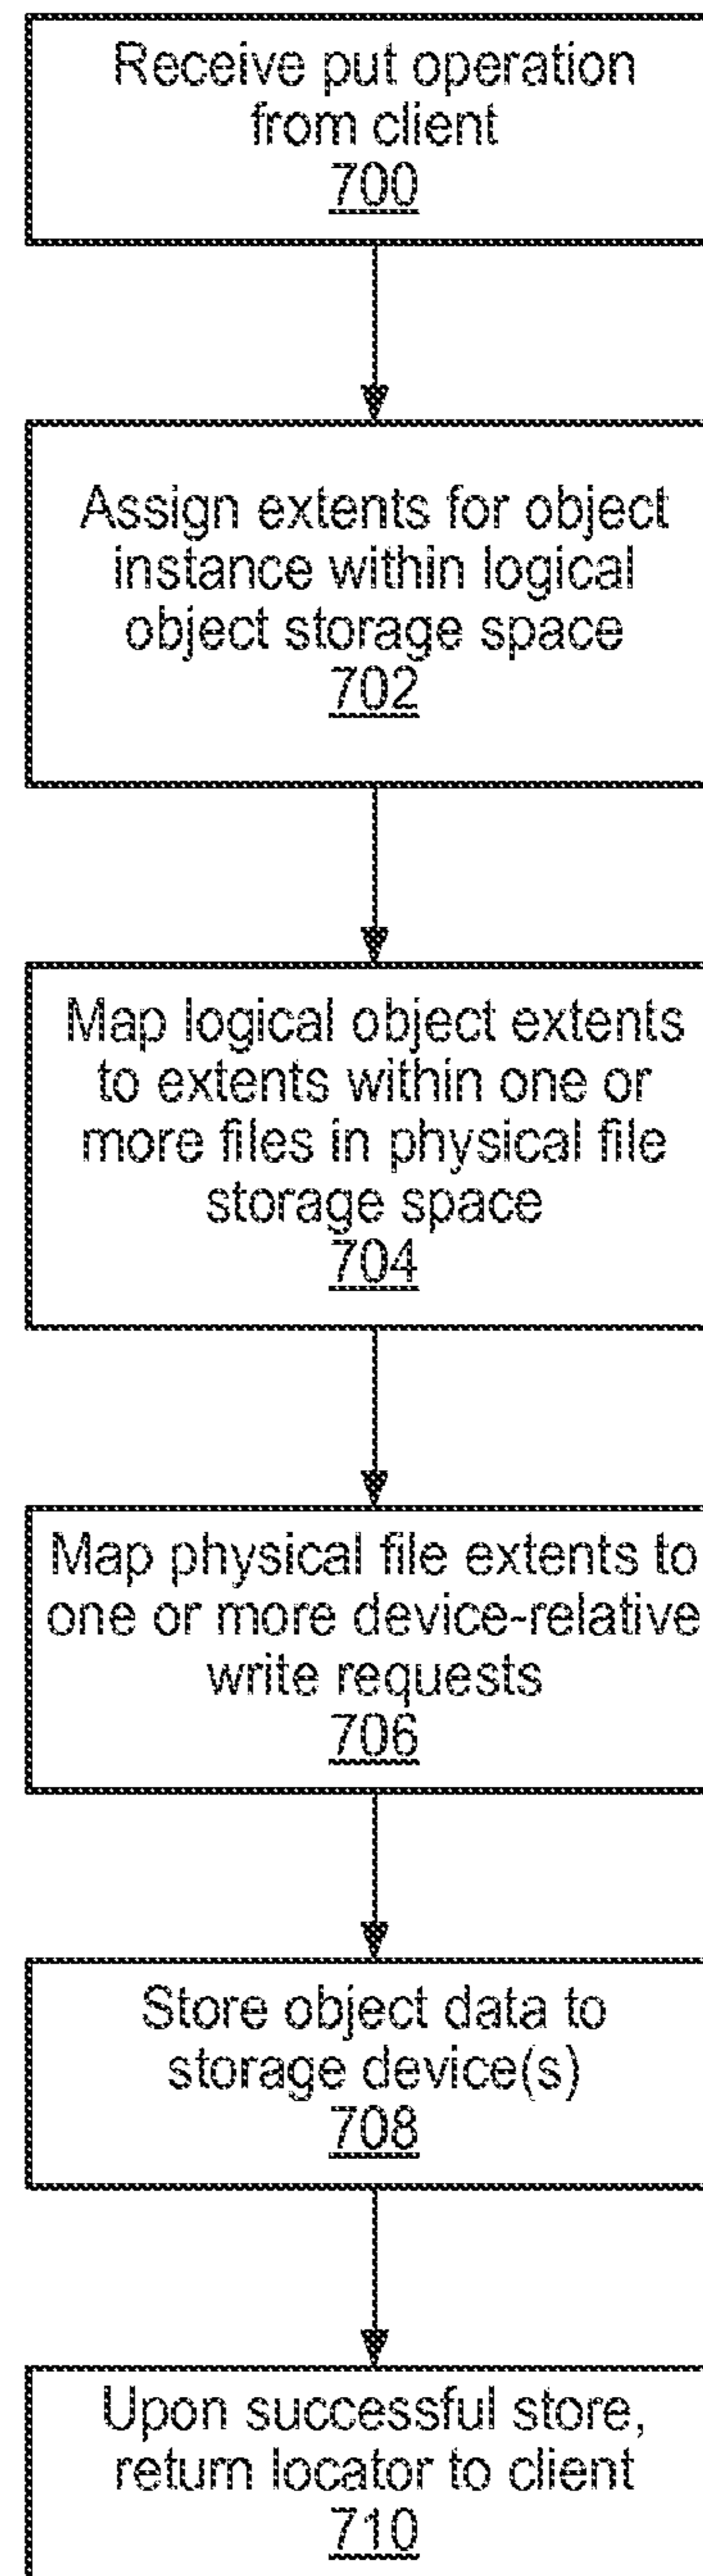 Receive put operation
from client
700
Assign extents for object
instance within logical
object storage space
702
Map logical object extents
to extents within one or
more files in physical file
storage space
704
Map physical file extents to
one or more device-relative
write requests
706
Store object data to
storage device(s)
708
Upon successful store,
return locator to client
710